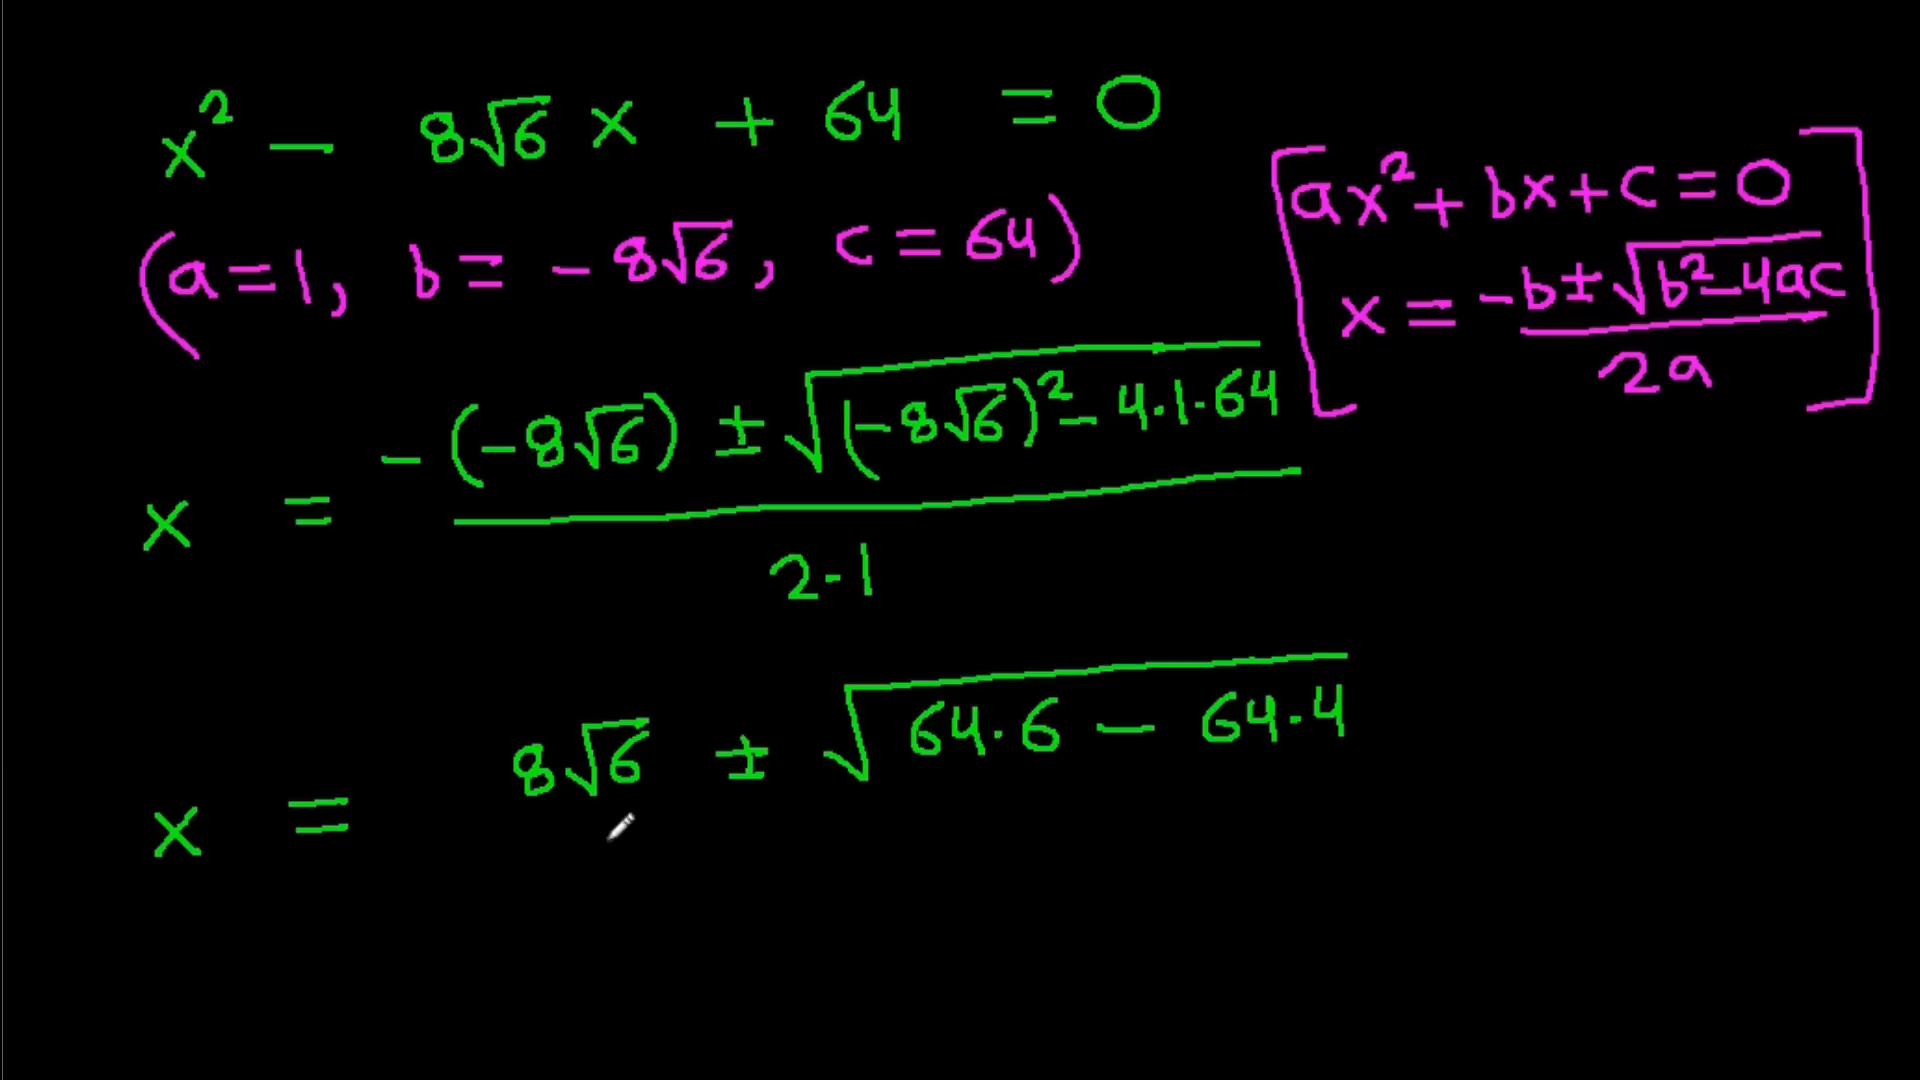 x² - 8√6 x + 64 = 0
(a=1, b= -8√6, c=64)
[ax²+bx+c=0
x = -b±√(b²-4ac) / 2a]
x = -(-8√6) ± √((-8√6)² - 4.1.64) / 2.1
x = 8√6 ± √(64.6 - 64.4)